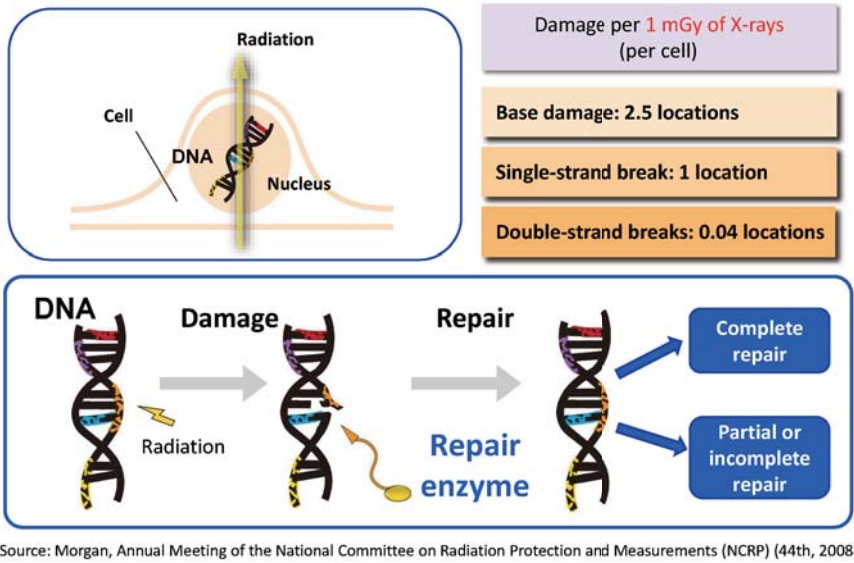 Radiation
Cell
DNA
Nucleus
Damage per 1 mGy of X-rays
(per cell)
Base damage: 2.5 locations
Single-strand break: 1 location
Double-strand breaks: 0.04 locations
DNA
Damage
Repair
Radiation
Repair
enzyme
Complete
repair
Partial or
incomplete
repair
Source: Morgan, Annual Meeting of the National Committee on Radiation Protection and Measurements (NCRP) (44th, 2008